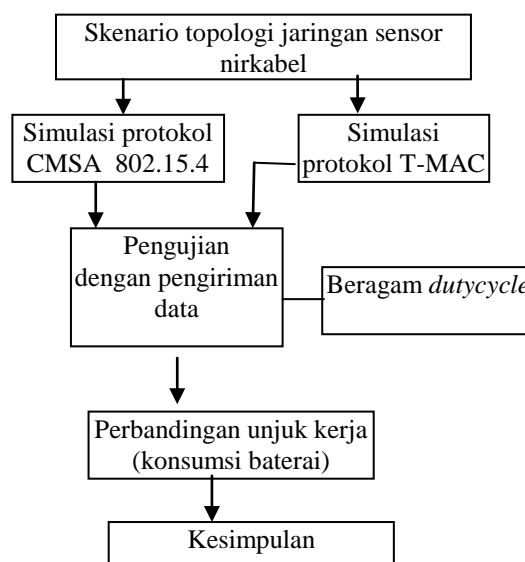 Skenario topologi jaringan sensor
nirkabel
Simulasi protokol
CMSA 802.15.4
Simulasi
protokol T-MAC
Pengujian
dengan pengiriman
data
Beragam dutycycle
Perbandingan unjuk kerja
(konsumsi baterai)
Kesimpulan